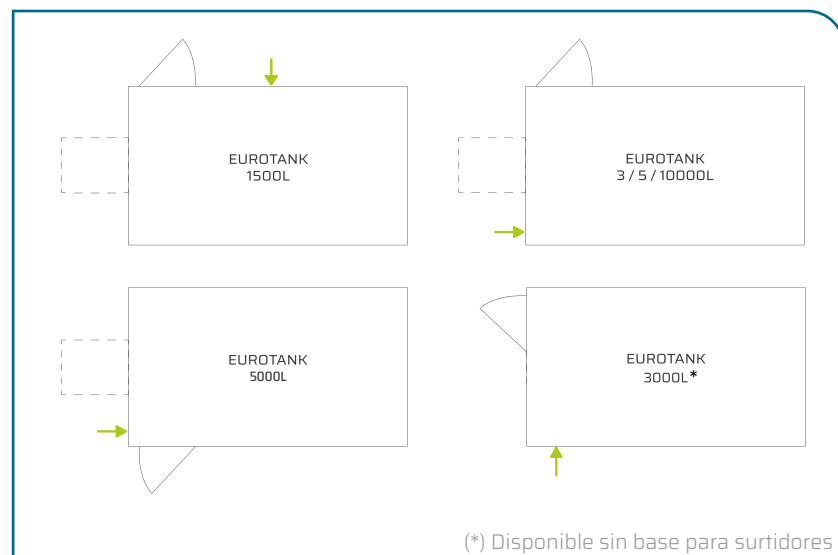 EUROTANK
1500L
EUROTANK
3 / 5 / 10000L
EUROTANK
5000L
EUROTANK
3000L*
(*) Disponible sin base para surtidores